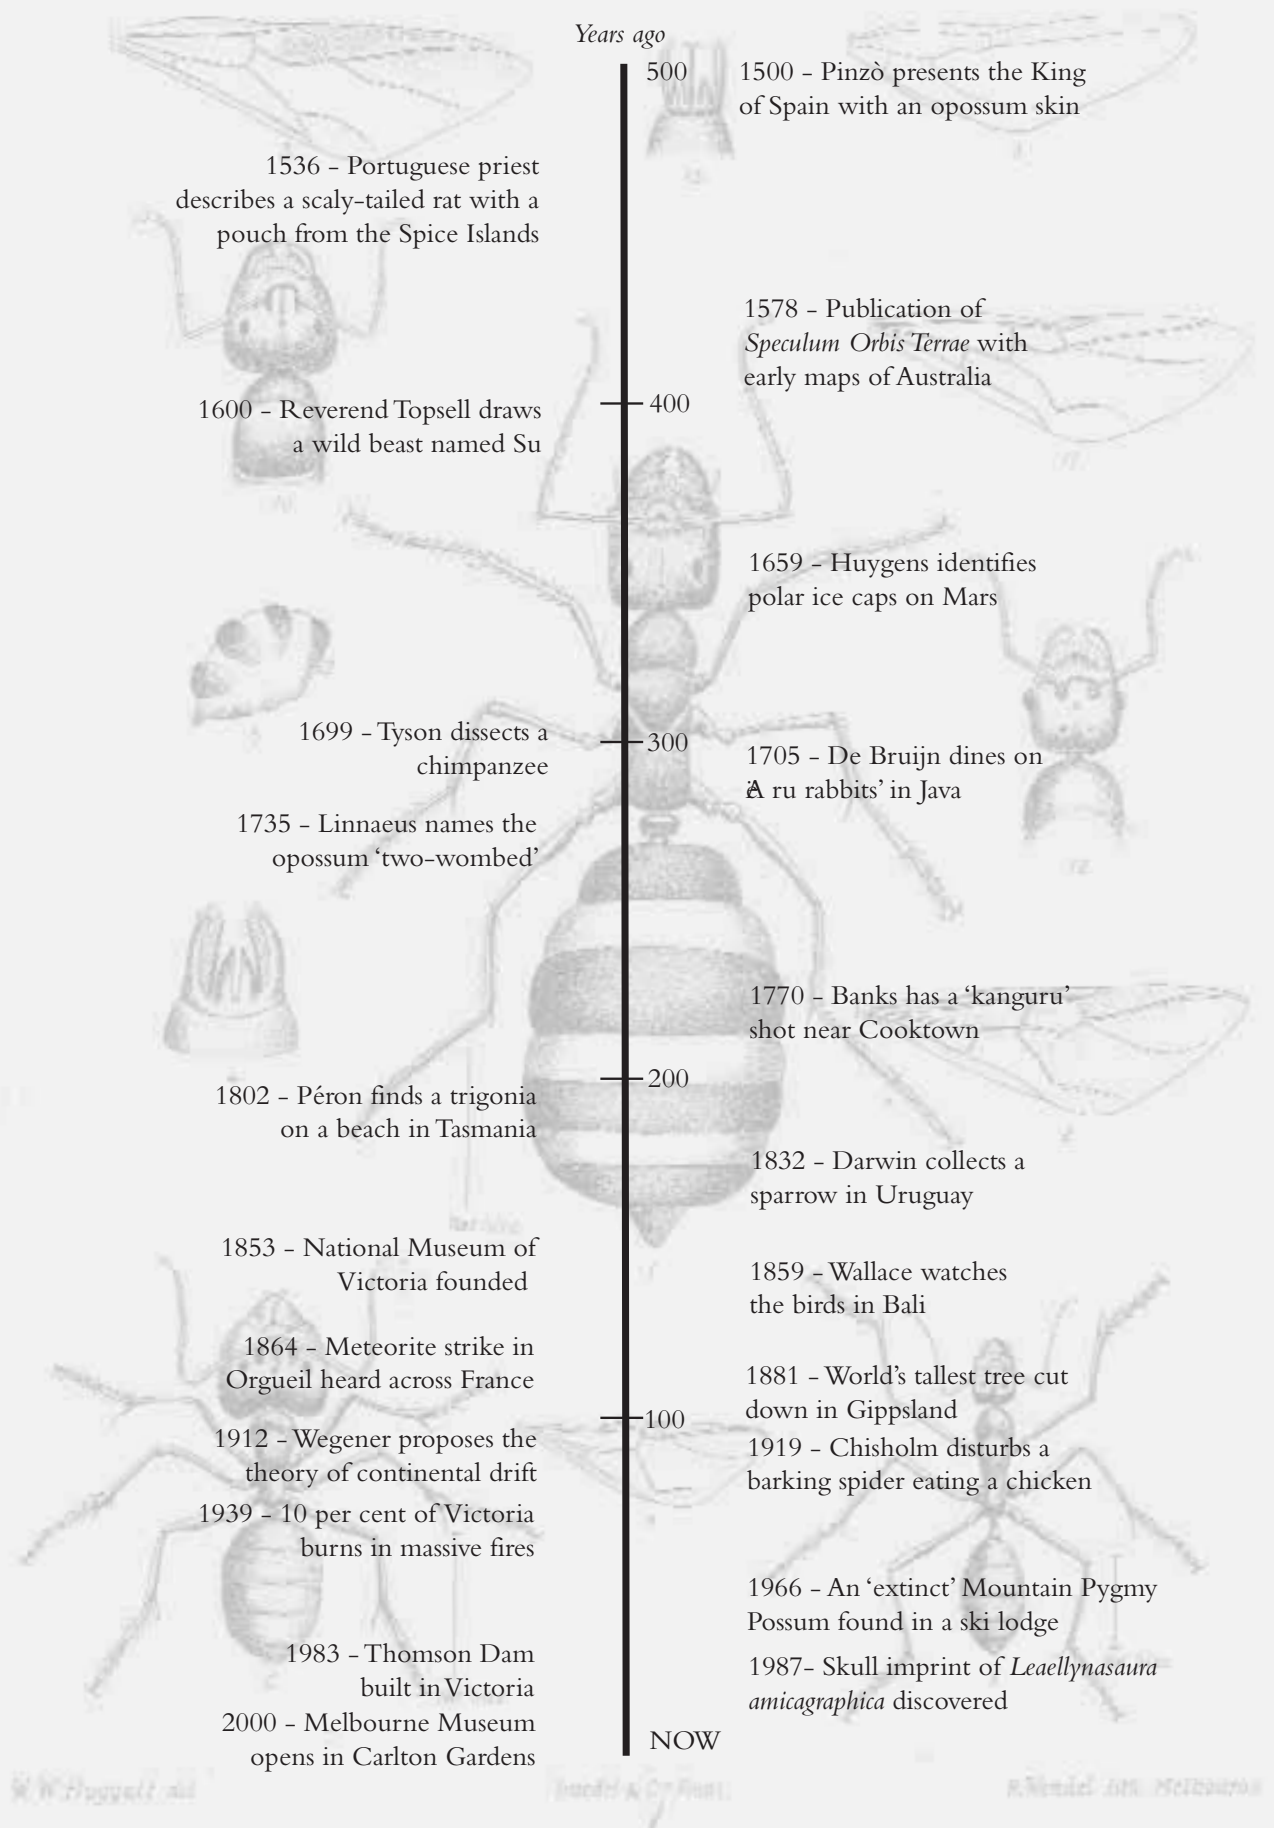 Years ago
500
1500 – Pinzò presents the King
of Spain with an opossum skin
1536 – Portuguese priest
describes a scaly-tailed rat with a
pouch from the Spice Islands
1578 – Publication of
Speculum Orbis Terrae with
early maps of Australia
400
1600 – Reverend Topsell draws
a wild beast named Su
1659 – Huygens identifies
polar ice caps on Mars
1699 – Tyson dissects a
chimpanzee
300
1705 – De Bruijn dines on
ru rabbits’ in Java
1735 – Linnaeus names the
opossum ‘two-wombed’
1770 – Banks has a ‘kanguru’
shot near Cooktown
200
1802 – Péron finds a trigonia
on a beach in Tasmania
1832 – Darwin collects a
sparrow in Uruguay
1853 – National Museum of
Victoria founded
1859 – Wallace watches
the birds in Bali
1864 – Meteorite strike in
Orgueil heard across France
1881 – World’s tallest tree cut
down in Gippsland
100
1912 – Wegener proposes the
theory of continental drift
1919 – Chisholm disturbs a
barking spider eating a chicken
1939 – 10 per cent of Victoria
burns in massive fires
1966 – An ‘extinct’ Mountain Pygmy
Possum found in a ski lodge
1983 – Thomson Dam
built in Victoria
1987– Skull imprint of Leaellynasaura
amicagraphica discovered
2000 – Melbourne Museum
opens in Carlton Gardens
NOW